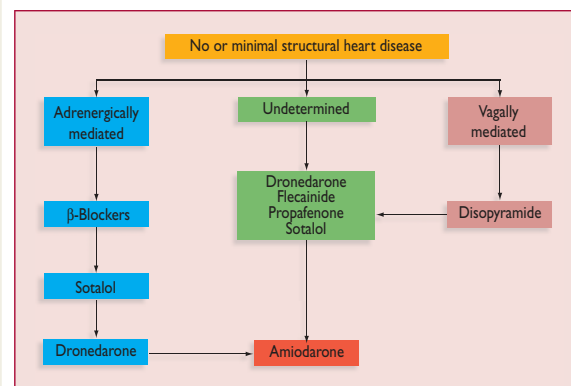 No or minimal structural heart disease
Adrenergically
mediated
Undetermined
Vagally
mediated
Dronedarone
Flecainide
Propafenone
Sotalol
β-Blockers
Disopyramide
Sotalol
Dronedarone
Amiodarone